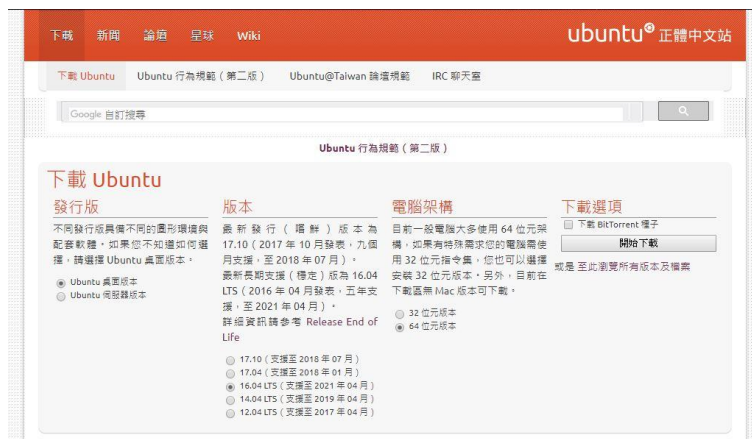 下載 新聞 論壇 星球 Wiki
ubuntu 正體中文站
下載 Ubuntu Ubuntu 行為規範 ( 第二版 ) Ubuntu@Taiwan 論壇規範 IRC 聊天室
Google 自訂搜尋
Ubuntu 行為規範 ( 第二版 )
下載 Ubuntu
發行版
不同發行版具備不同的圖形環境與
配套軟體。如果您不知道如何選
擇，請選擇 Ubuntu 桌面版本。
Ubuntu 桌面版本
Ubuntu 伺服器版本
版本
最新發行（嚐鮮）版本為
17.10 ( 2017 年 10 月發表，九個
月支援，至 2018 年 07 月 ) 。
最新長期支援（穩定）版為 16.04
LTS ( 2016 年 04 月發表，五年支
援，至 2021 年 04 月 ) 。
詳細資訊請參考 Release End of
Life
17.10 ( 支援至 2018 年 07 月 )
17.04 ( 支援至 2018 年 01 月 )
16.04 LTS ( 支援至 2021 年 04 月 )
14.04 LTS ( 支援至 2019 年 04 月 )
12.04 LTS ( 支援至 2017 年 04 月 )
電腦架構
目前一般電腦大多使用 64 位元架
構，如果有特殊需求您的電腦需使
用 32 位元指令集，您也可以選擇
安裝 32 位元版本。另外，目前在
下載區無 Mac 版本可下載。
32 位元版本
64 位元版本
下載選項
下載 BitTorrent 種子
開始下載
或是 至此瀏覽所有版本及檔案